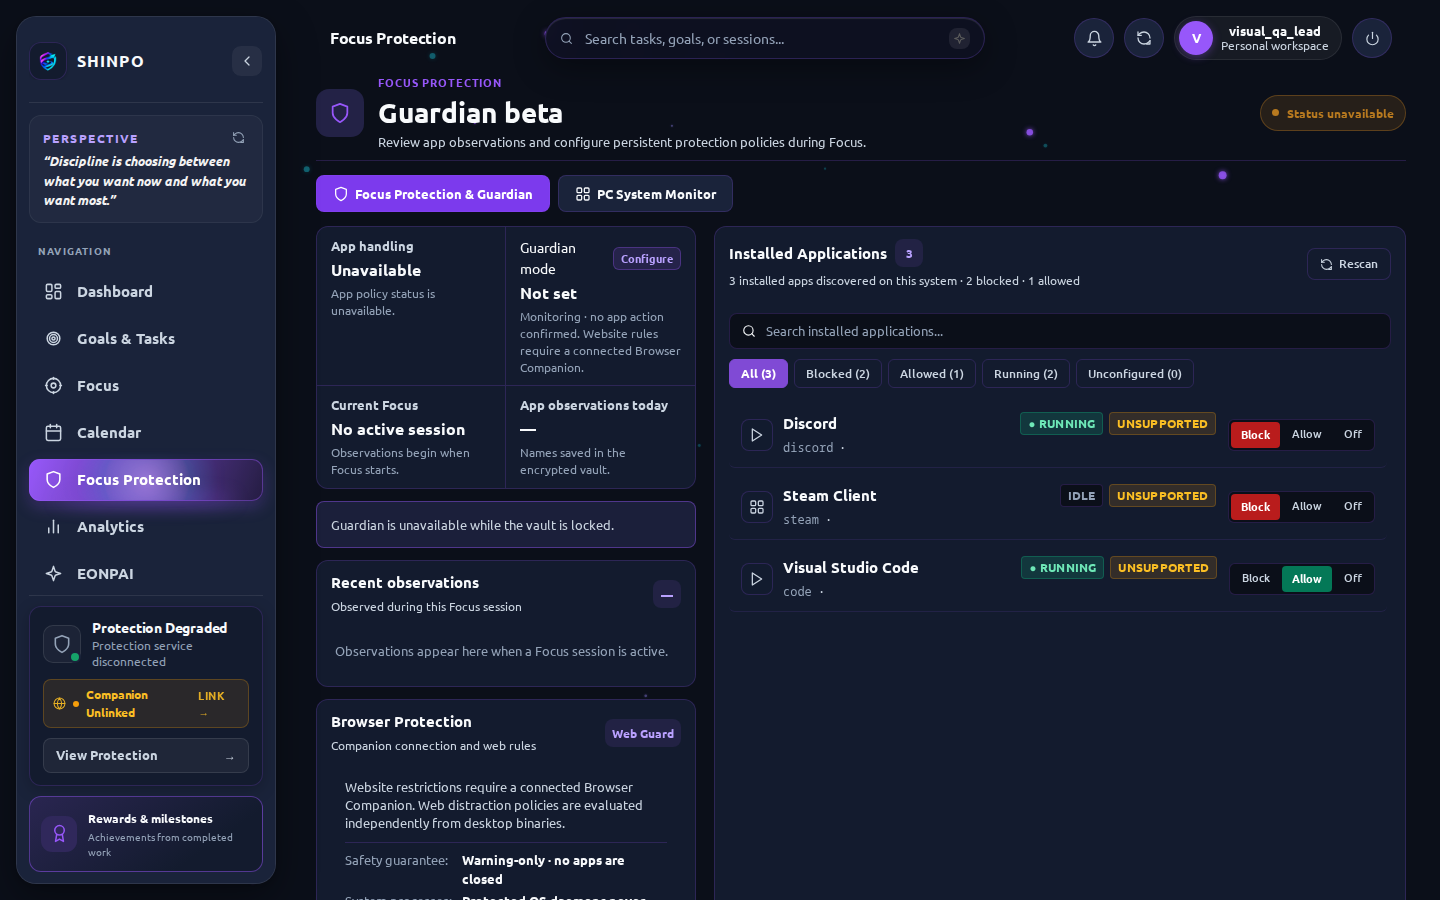 SHINPO
PERSPECTIVE
“Discipline is choosing between
what you want now and what you
want most.”
NAVIGATION
Dashboard
Goals & Tasks
Focus
Calendar
Focus Protection
Analytics
EONPAI
Protection Degraded
Protection service
disconnected
Companion
Unlinked
LINK
→
View Protection →
Rewards & milestones
Achievements from completed
work
Focus Protection
Search tasks, goals, or sessions...
V
visual_qa_lead
Personal workspace
FOCUS PROTECTION
Guardian beta
Review app observations and configure persistent protection policies during Focus.
Status unavailable
Focus Protection & Guardian
PC System Monitor
App handling
Unavailable
App policy status is
unavailable.
Guardian
mode
Configure
Not set
Monitoring · no app action
confirmed. Website rules
require a connected Browser
Companion.
Current Focus
No active session
Observations begin when
Focus starts.
App observations today
—
Names saved in the
encrypted vault.
Guardian is unavailable while the vault is locked.
Recent observations
Observed during this Focus session
—
Observations appear here when a Focus session is active.
Browser Protection
Companion connection and web rules
Web Guard
Website restrictions require a connected Browser
Companion. Web distraction policies are evaluated
independently from desktop binaries.
Safety guarantee: Warning-only · no apps are
closed
Installed Applications 3
3 installed apps discovered on this system · 2 blocked · 1 allowed
Rescan
Search installed applications...
All (3) Blocked (2) Allowed (1) Running (2) Unconfigured (0)
Discord
discord ·
● RUNNING UNSUPPORTED Block Allow Off
Steam Client
steam ·
IDLE UNSUPPORTED Block Allow Off
Visual Studio Code
code ·
● RUNNING UNSUPPORTED Block Allow Off